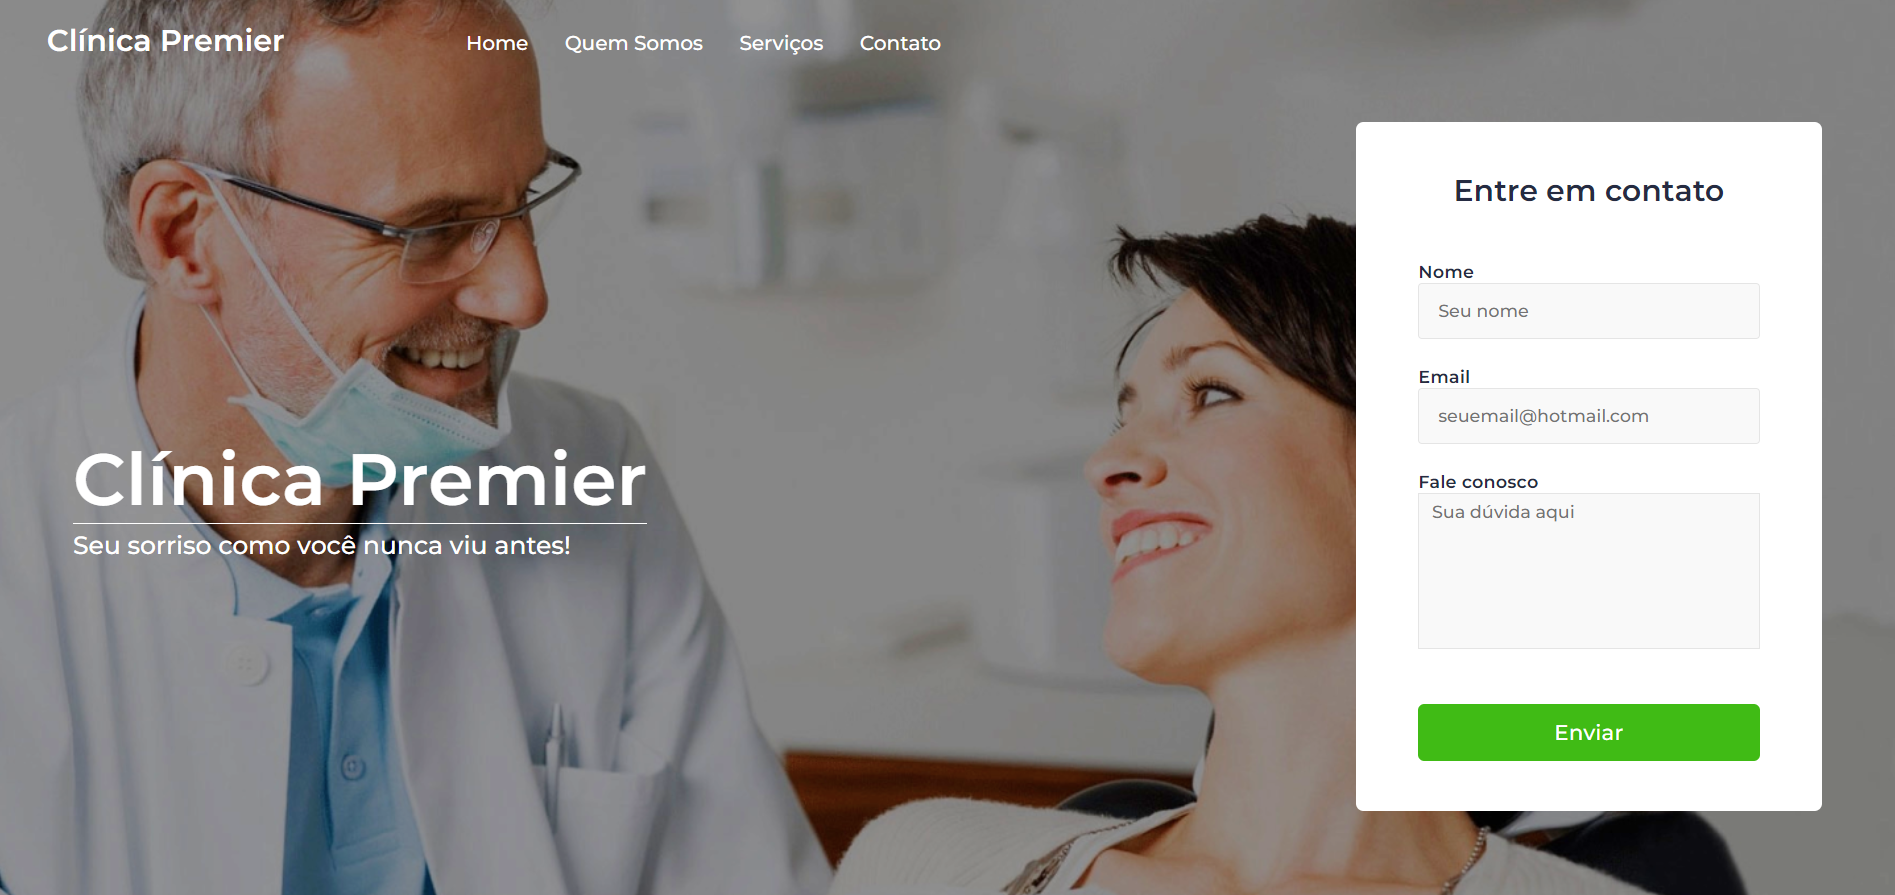 Clínica Premier
Home
Quem Somos
Serviços
Contato
Clínica Premier
Seu sorriso como você nunca viu antes!
Entre em contato
Nome
Seu nome
Email
seuemail@hotmail.com
Fale conosco
Sua dúvida aqui
Enviar